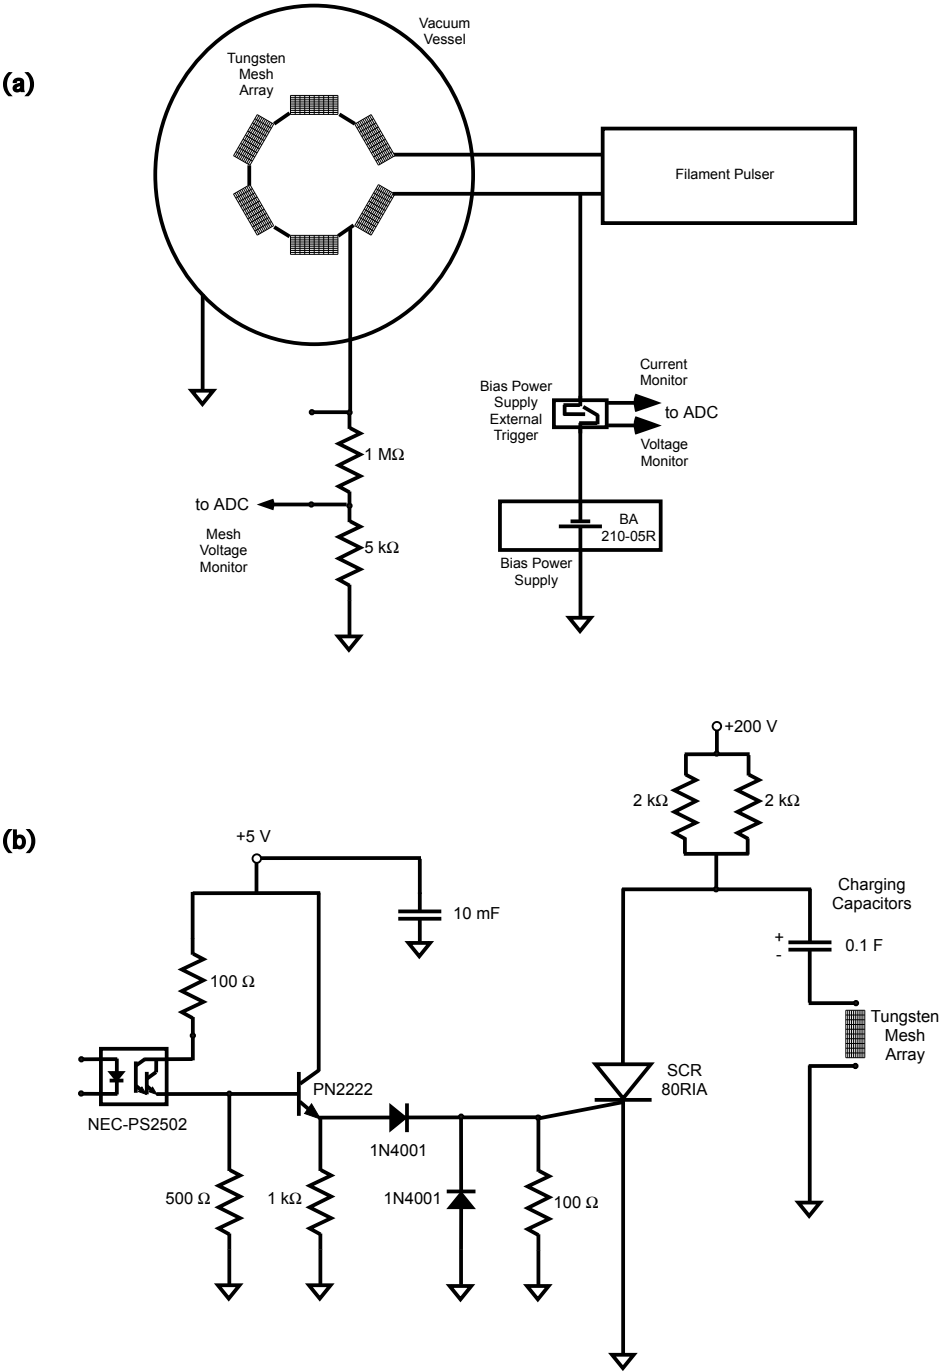 (a)
Vacuum
Vessel
Tungsten
Mesh
Array
Filament Pulser
Current
Monitor
Bias Power
Supply
External
Trigger
to ADC
Voltage
Monitor
1 MΩ
to ADC
Mesh
Voltage
Monitor
5 kΩ
BA
210-05R
Bias Power
Supply
(b)
+200 V
2 kΩ
2 kΩ
+5 V
10 mF
Charging
Capacitors
+
-
0.1 F
100 Ω
Tungsten
Mesh
Array
SCR
80RIA
PN2222
NEC-PS2502
1N4001
500 Ω
1 kΩ
1N4001
100 Ω